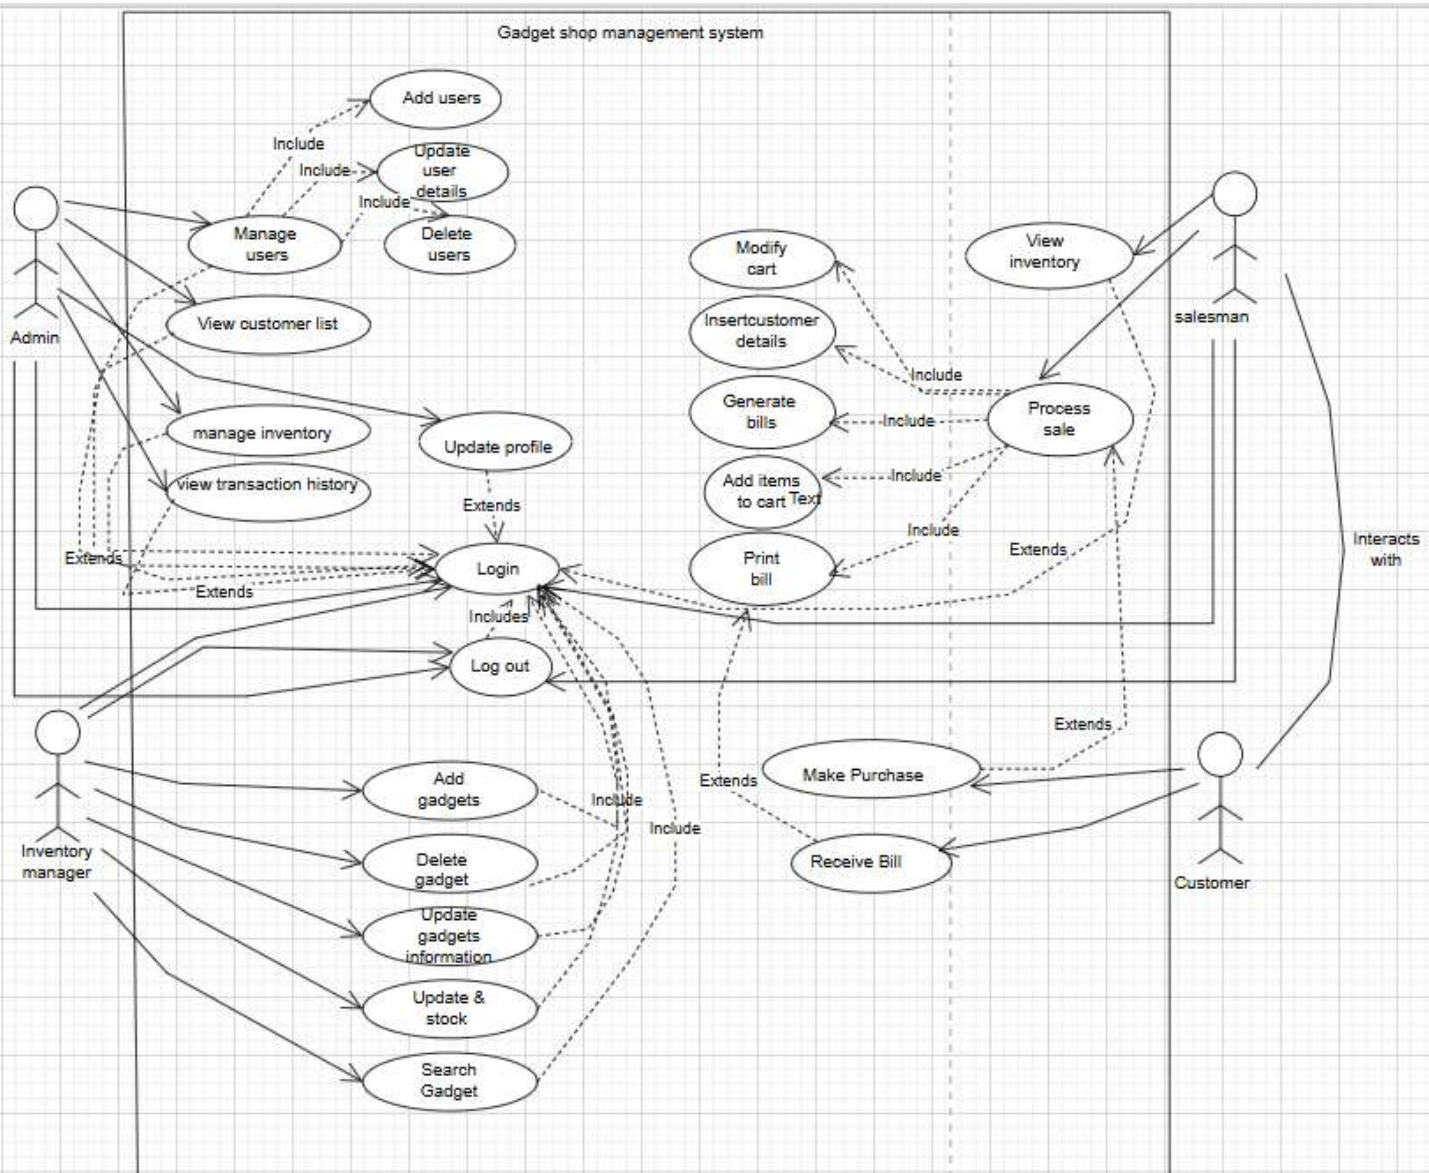 Gadget shop management system
Add users
Include
Update
user
details
Include
Include
Manage
users
Delete
users
Modify
cart
View
inventory
Admin
View customer list
Insertcustomer
details
salesman
Include
Generate
bills
Include
Process
sale
manage inventory
Update profile
view transaction history
Add items
to cart
Text
Include
Extends
Include
Extends
Extends
Login
Print
bill
Extends
Interacts
with
Includes
Log out
Extends
Add
gadgets
Include
Include
Extends
Make Purchase
Inventory
manager
Delete
gadget
Receive Bill
Customer
Update
gadgets
information
Update &
stock
Search
Gadget